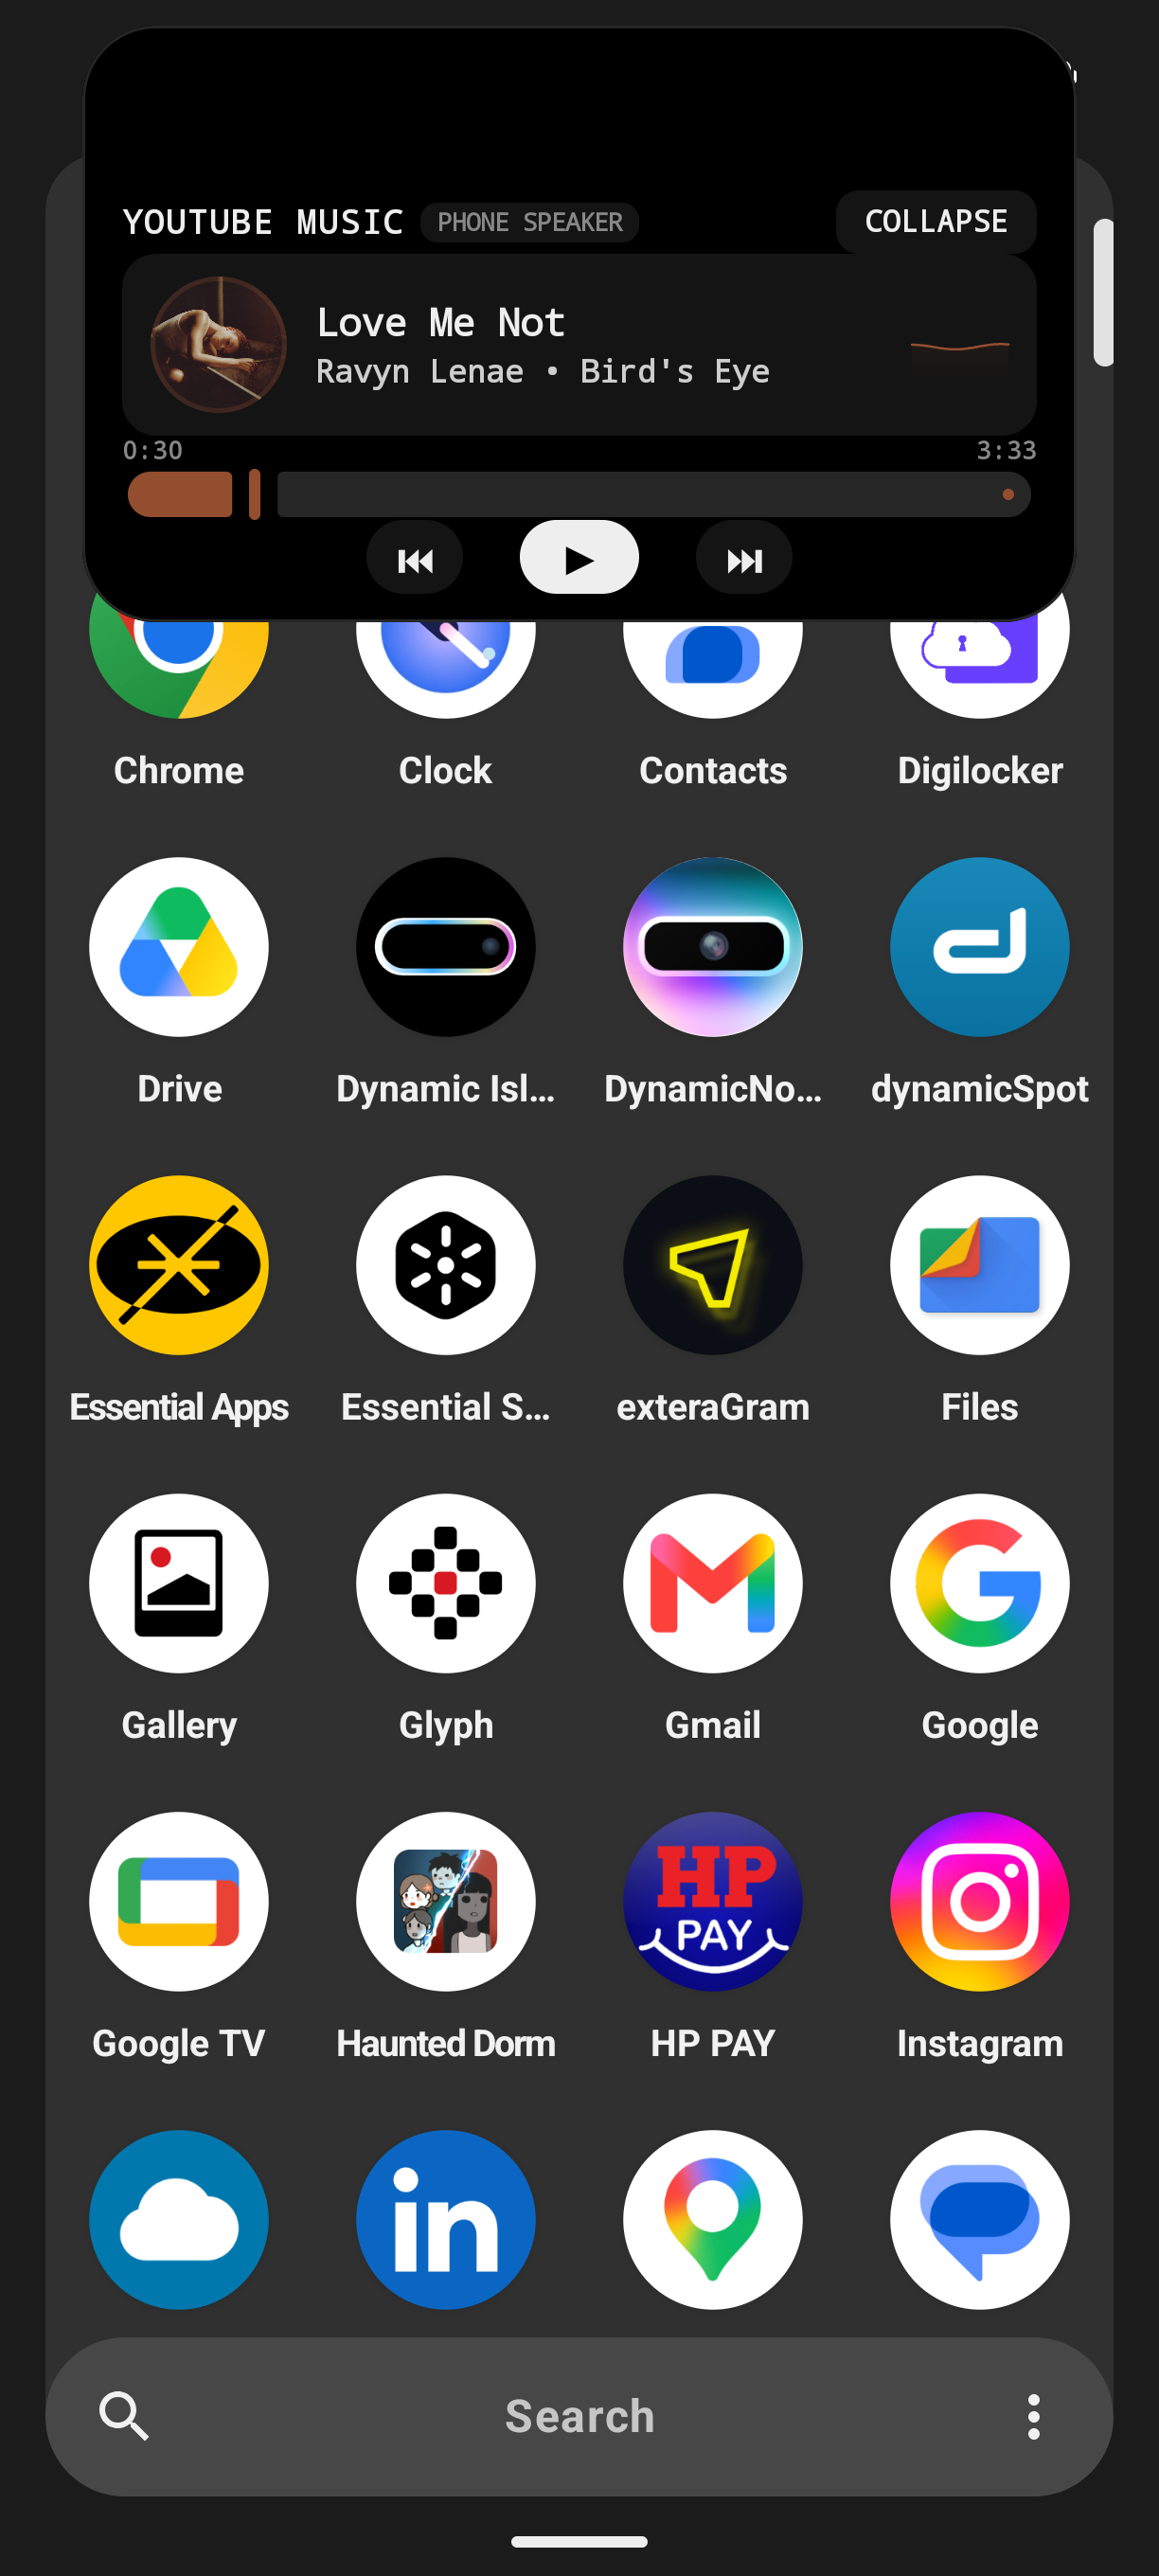 YOUTUBE MUSIC PHONE SPEAKER COLLAPSE
Love Me Not
Ravyn Lenae • Bird's Eye
0:30 3:33
Chrome Clock Contacts Digilocker
Drive Dynamic Isl... DynamicNo... dynamicSpot
Essential Apps Essential S... exteraGram Files
Gallery Glyph Gmail Google
HP
PAY
Google TV Haunted Dorm HP PAY Instagram
in
Search